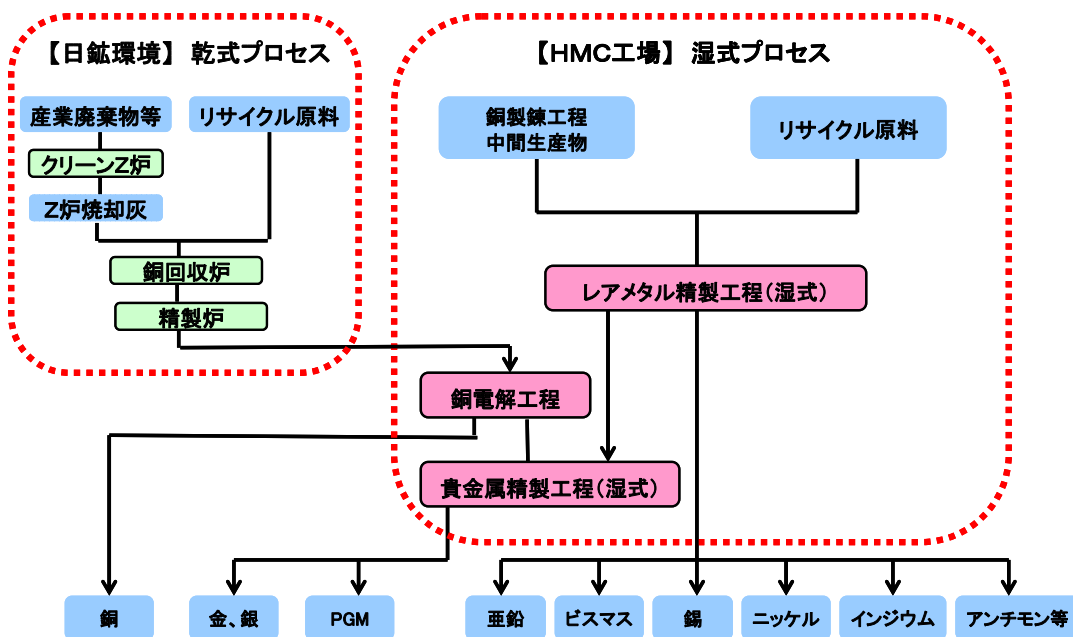 【日鉱環境】 乾式プロセス
【HMC工場】 湿式プロセス
産業廃棄物等
リサイクル原料
銅製錬工程
中間生産物
リサイクル原料
クリーンZ炉
Z炉焼却灰
銅回収炉
精製炉
レアメタル精製工程(湿式)
銅電解工程
貴金属精製工程(湿式)
銅
金、銀
PGM
亜鉛
ビスマス
錫
ニッケル
インジウム
アンチモン等